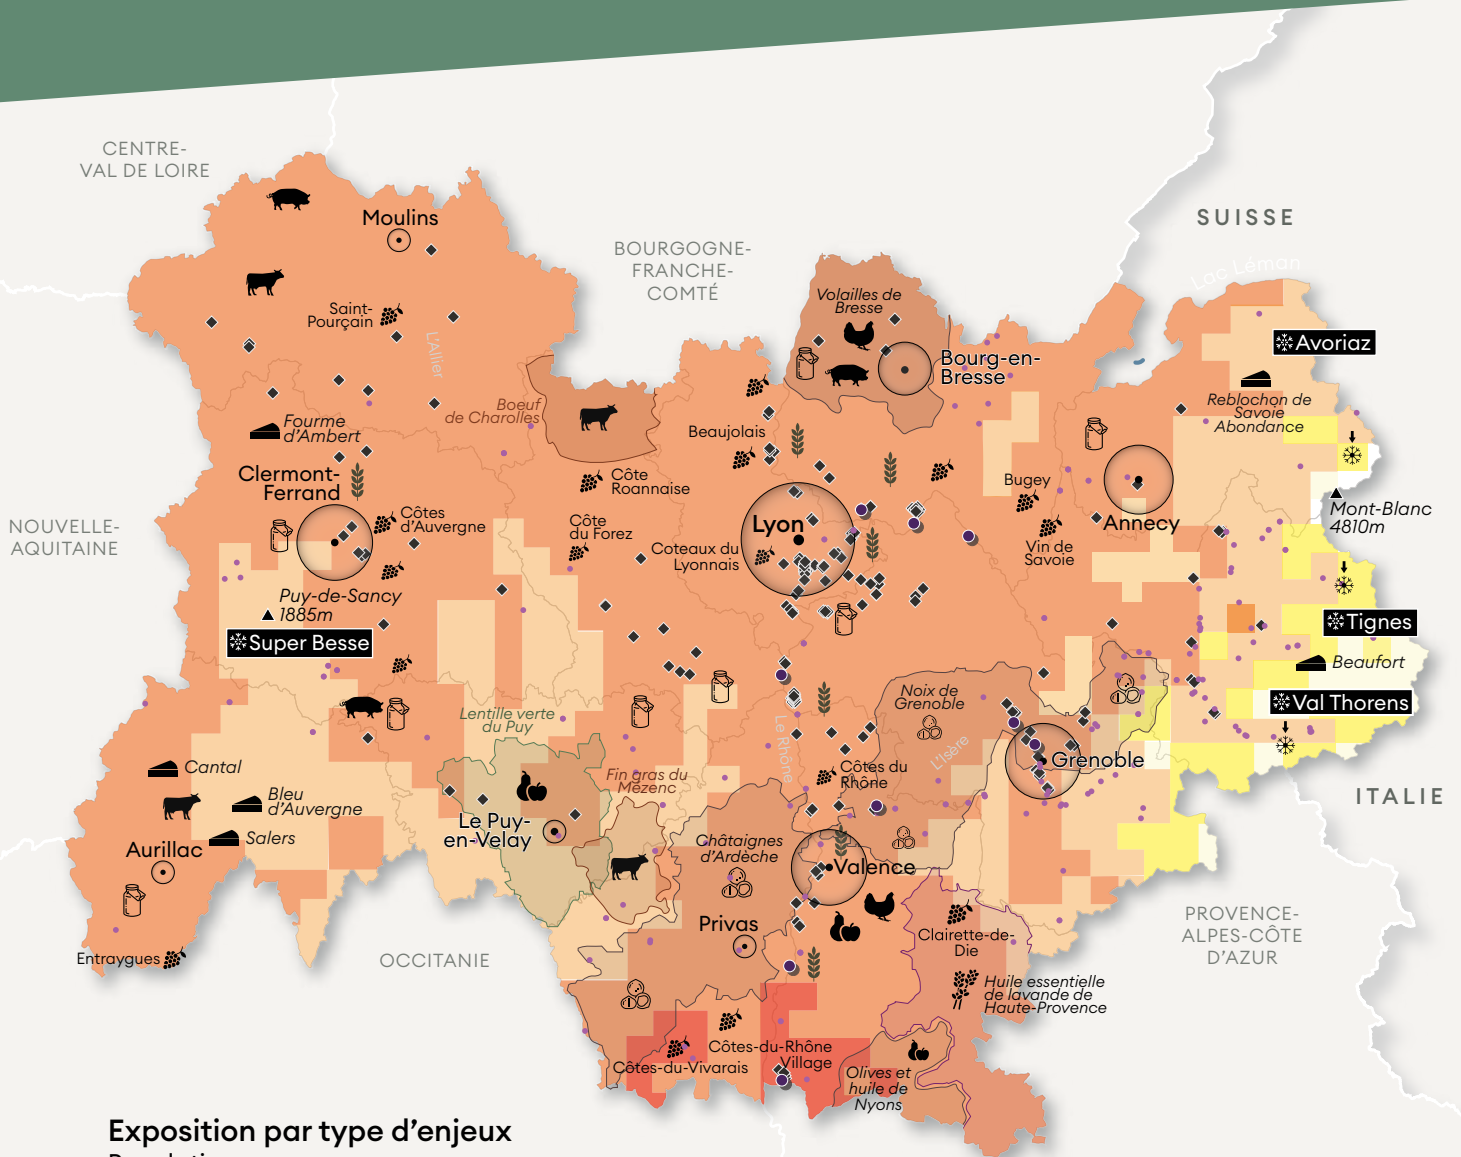 CENTRE-
VAL DE LOIRE
SUISSE
Moulins
BOURGOGNE-
FRANCHE-
COMTÉ
Lac Léman
Volailles de
Bresse
Saint-
Pourçain
L'Allier
Avoriaz
Bourg-en-
Bresse
Reblochon de
Savoie
Abondance
Boeuf
de Charolles
Fourme
d'Ambert
Beaujolais
Clermont-
Ferrand
Côte
Roannaise
Bugey
NOUVELLE-
AQUITAINE
Côtes
d'Auvergne
Côte
du Forez
Lyon
Annecy
Mont-Blanc
4810m
Coteaux du
Lyonnais
Vin de
Savoie
Puy-de-Sancy
1885m
Super Besse
Tignes
Beaufort
Noix de
Grenoble
Val Thorens
Lentille verte
du Puy
Le Rhône
L'Isère
Grenoble
Cantal
Fin gras du
Mézenc
Côtes du
Rhône
ITALIE
Bleu
d'Auvergne
Le Puy-
en-Velay
Salers
Aurillac
Châtaignes
d'Ardèche
Valence
Privas
Clairette-de-
Die
PROVENCE-
ALPES-CÔTE
D'AZUR
Entraygues
OCCITANIE
Huile essentielle
de lavande de
Haute-Provence
Côtes-du-Rhône
Village
Côtes-du-Vivarais
Olives et
huile de
Nyons
Exposition par type d'enjeux